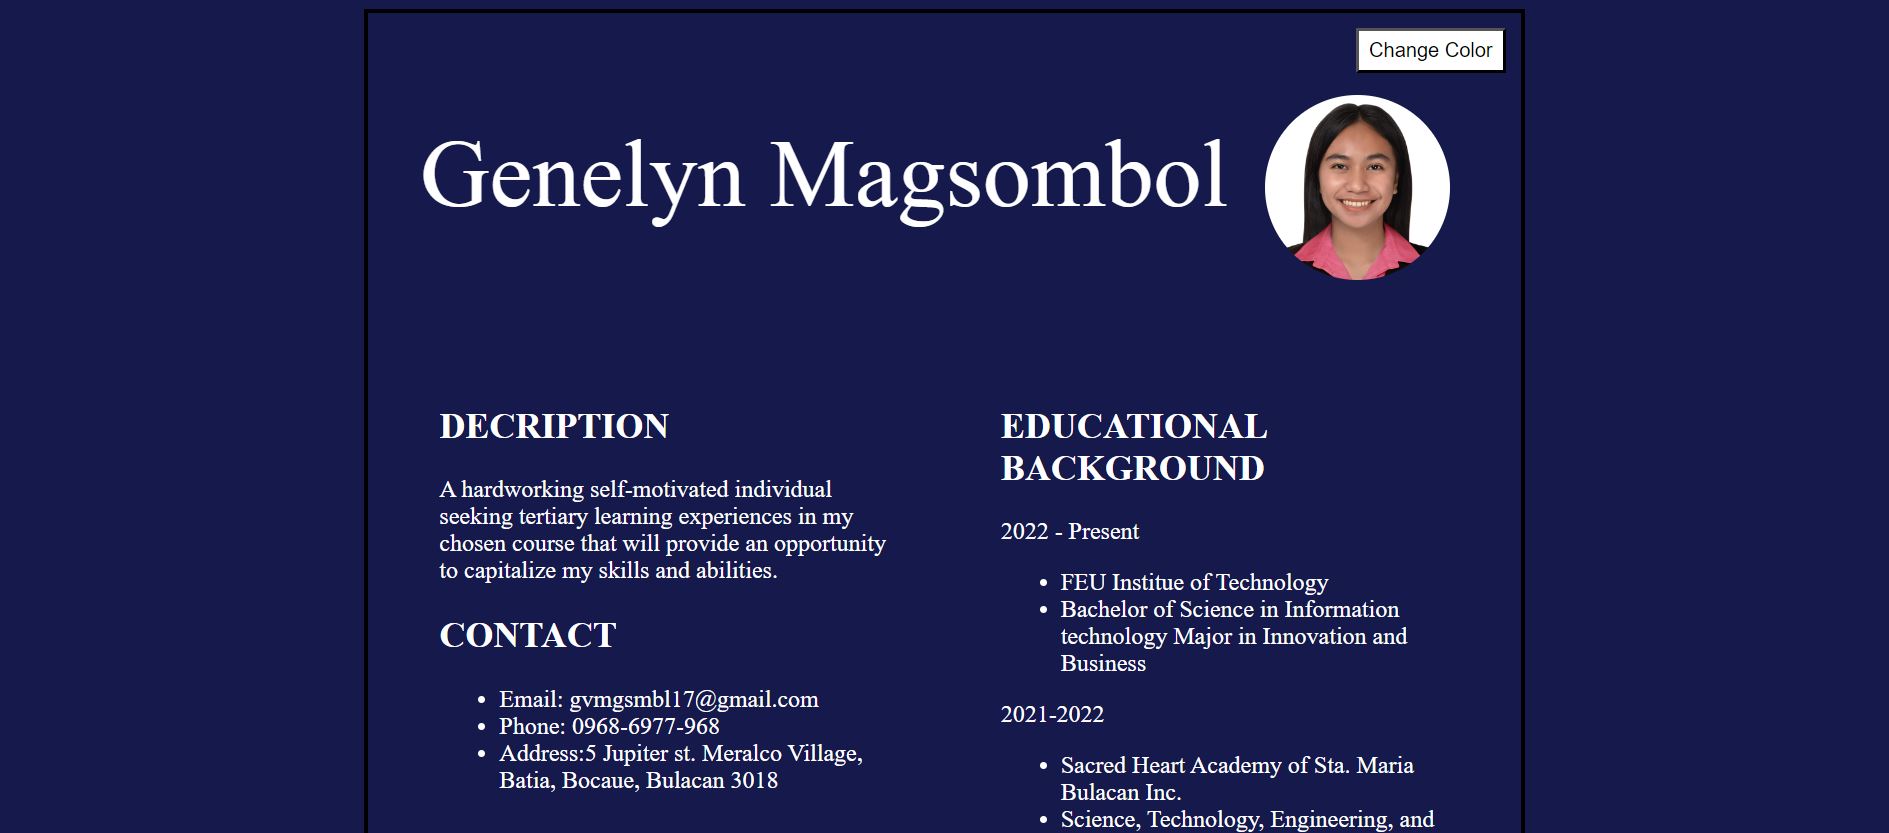 Change Color
Genelyn Magsombol
DECRIPTION
A hardworking self-motivated individual
seeking tertiary learning experiences in my
chosen course that will provide an opportunity
to capitalize my skills and abilities.
CONTACT
• Email: gvmgsmbl17@gmail.com
• Phone: 0968-6977-968
• Address:5 Jupiter st. Meralco Village,
Batia, Bocaue, Bulacan 3018
EDUCATIONAL
BACKGROUND
2022 - Present
• FEU Institue of Technology
• Bachelor of Science in Information
technology Major in Innovation and
Business
2021-2022
• Sacred Heart Academy of Sta. Maria
Bulacan Inc.
• Science, Technology, Engineering, and